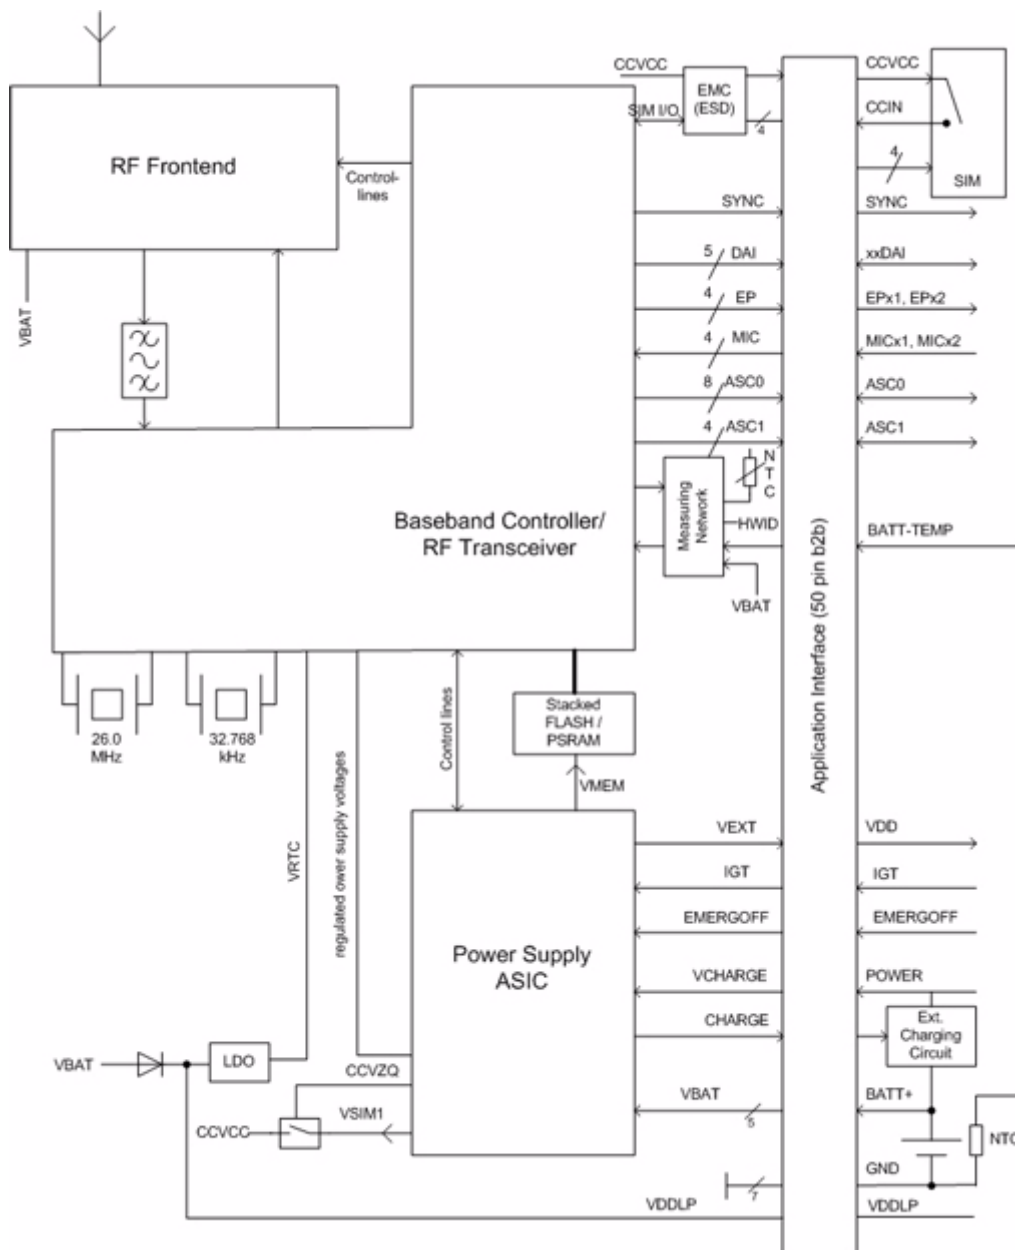 CCVCC
EMC
(ESD)
SIM I/O
4
CCVCC
CCIN
4
SIM
RF Frontend
Control-
lines
VBAT
SYNC
SYNC
5 DAI
xxDAI
4 EP
EPx1, EPx2
4 MIC
MICx1, MICx2
8 ASC0
ASC0
4 ASC1
ASC1
N
T
C
Measuring
Network
HWID
BATT-TEMP
VBAT
Baseband Controller/
RF Transceiver
Application Interface (50 pin b2b)
26.0
MHz
32.768
kHz
Control lines
Stacked
FLASH /
PSRAM
VMEM
VRTC
regulated ower supply voltages
Power Supply
ASIC
VEXT
VDD
IGT
IGT
EMERGOFF
EMERGOFF
VCHARGE
POWER
CHARGE
Ext.
Charging
Circuit
VBAT
LDO
CCVZQ
VSIM1
CCVCC
VBAT
5
BATT+
NTC
GND
7
VDDLP
VDDLP